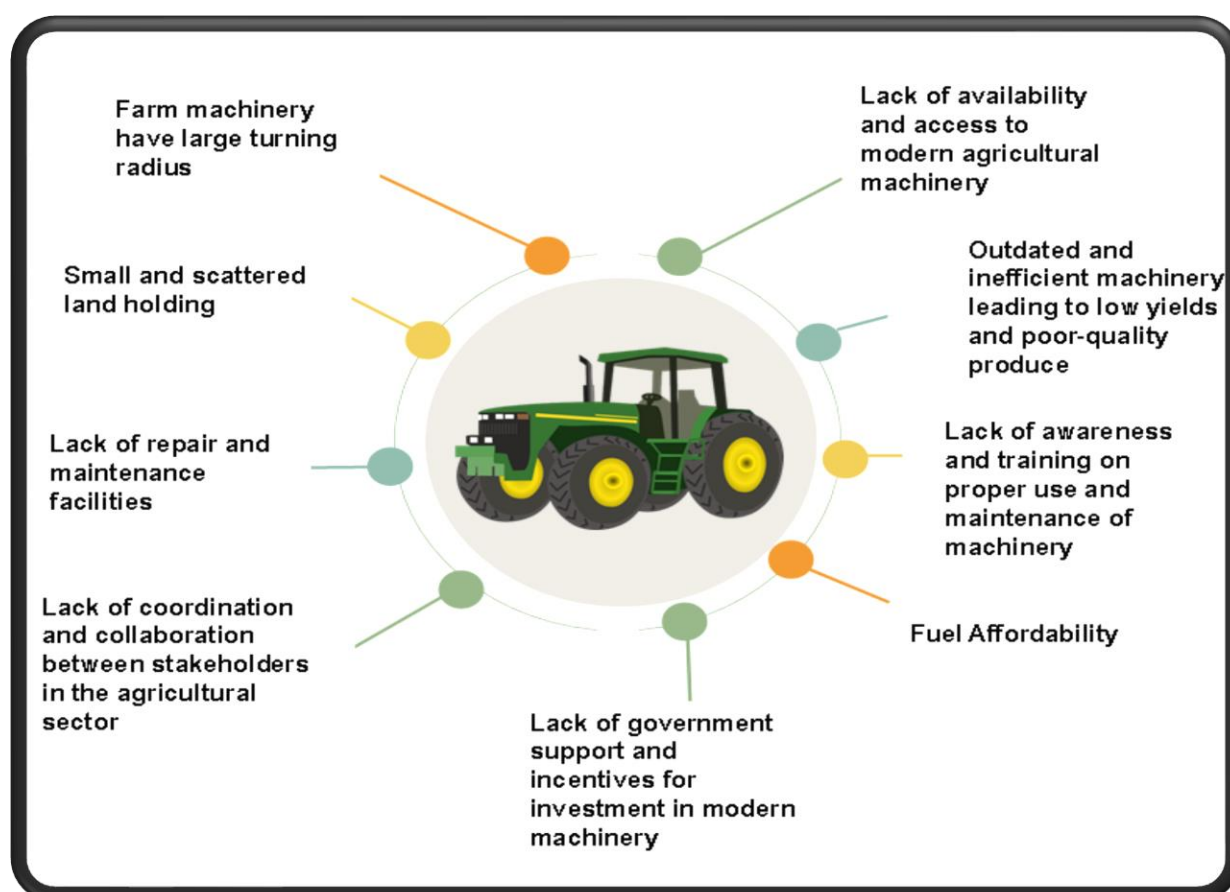 Farm machinery
have large turning
radius
Lack of availability
and access to
modern agricultural
machinery
Small and scattered
land holding
Outdated and
inefficient machinery
leading to low yields
and poor-quality
produce
Lack of repair and
maintenance
facilities
Lack of awareness
and training on
proper use and
maintenance of
machinery
Lack of coordination
and collaboration
between stakeholders
in the agricultural
sector
Fuel Affordability
Lack of government
support and
incentives for
investment in modern
machinery